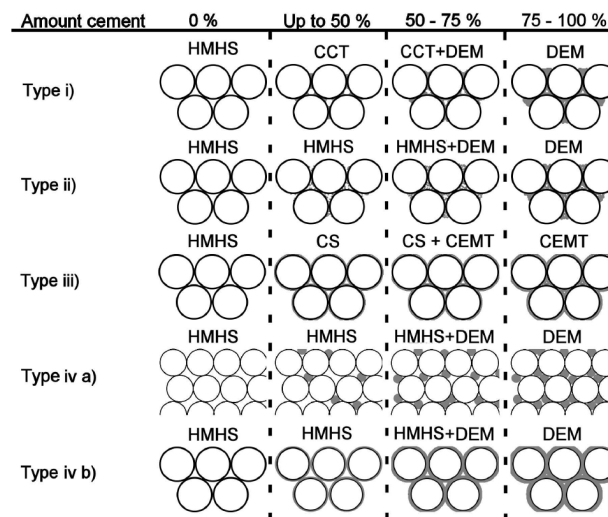 Amount cement 0 % Up to 50 % 50 - 75 % 75 - 100 %
HMHS CCT CCT+DEM DEM
Type i)
HMHS HMHS HMHS+DEM DEM
Type ii)
HMHS CS CS + CEMT CEMT
Type iii)
HMHS HMHS HMHS+DEM DEM
Type iv a)
HMHS HMHS HMHS+DEM DEM
Type iv b)